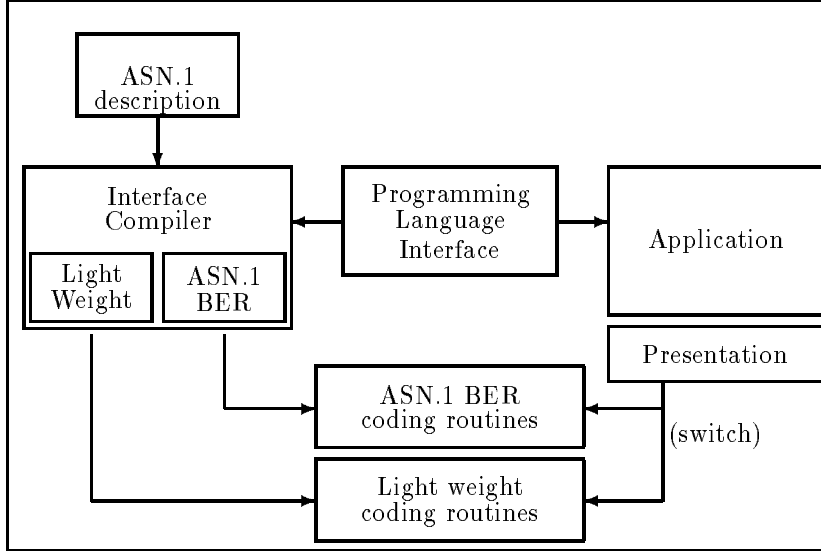 ASN.1
description
Interface
Compiler
Light
Weight
ASN.1
BER
Programming
Language
Interface
Application
Presentation
ASN.1 BER
coding routines
(switch)
Light weight
coding routines